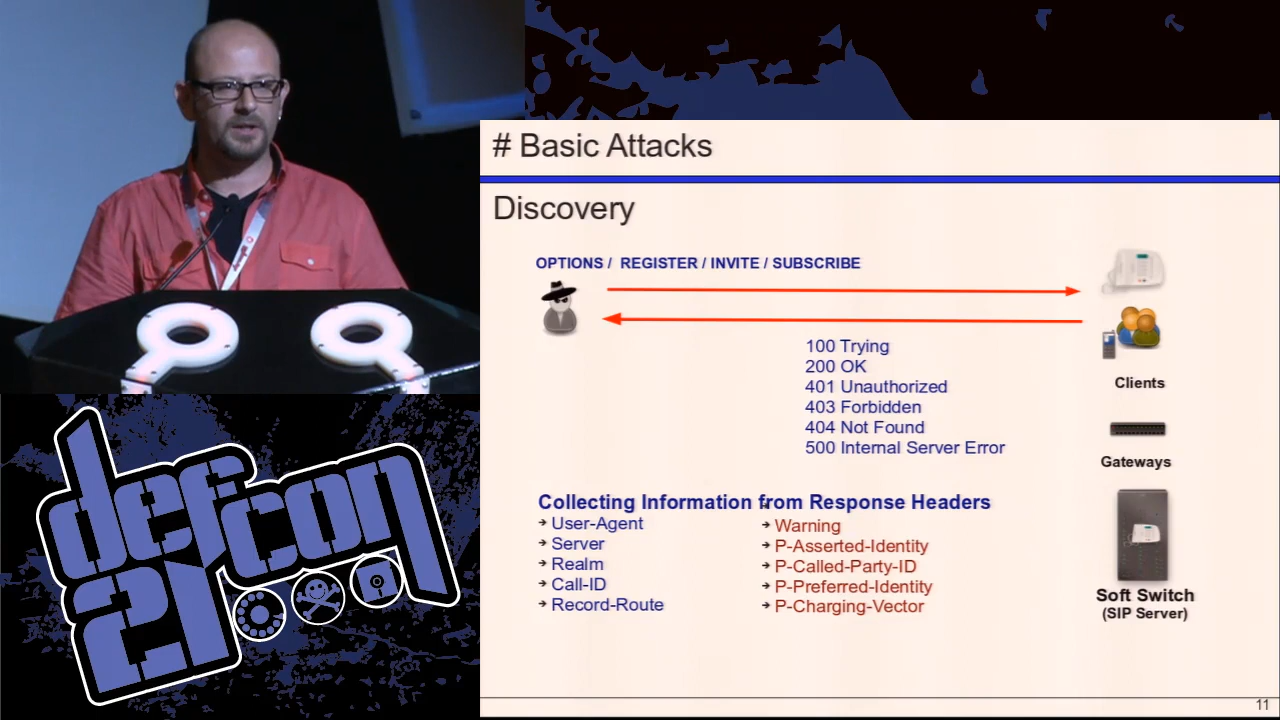 # Basic Attacks
Discovery
OPTIONS / REGISTER / INVITE / SUBSCRIBE
100 Trying
200 OK
401 Unauthorized
403 Forbidden
404 Not Found
500 Internal Server Error
Clients
Gateways
Soft Switch
(SIP Server)
Collecting Information from Response Headers
➔ User-Agent
➔ Server
➔ Realm
➔ Call-ID
➔ Record-Route
➔ Warning
➔ P-Asserted-Identity
➔ P-Called-Party-ID
➔ P-Preferred-Identity
➔ P-Charging-Vector
11
defcon
21